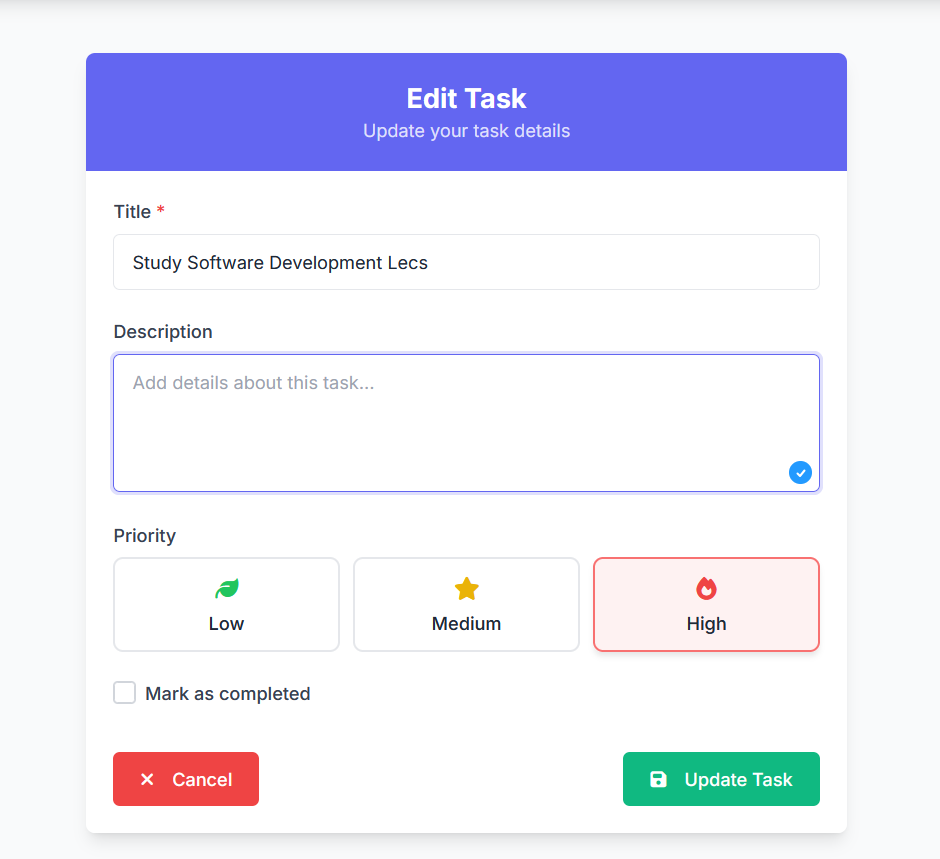 Edit Task
Update your task details
Title *
Study Software Development Lecs
Description
Add details about this task...
Priority
Low
Medium
High
Mark as completed
Cancel
Update Task